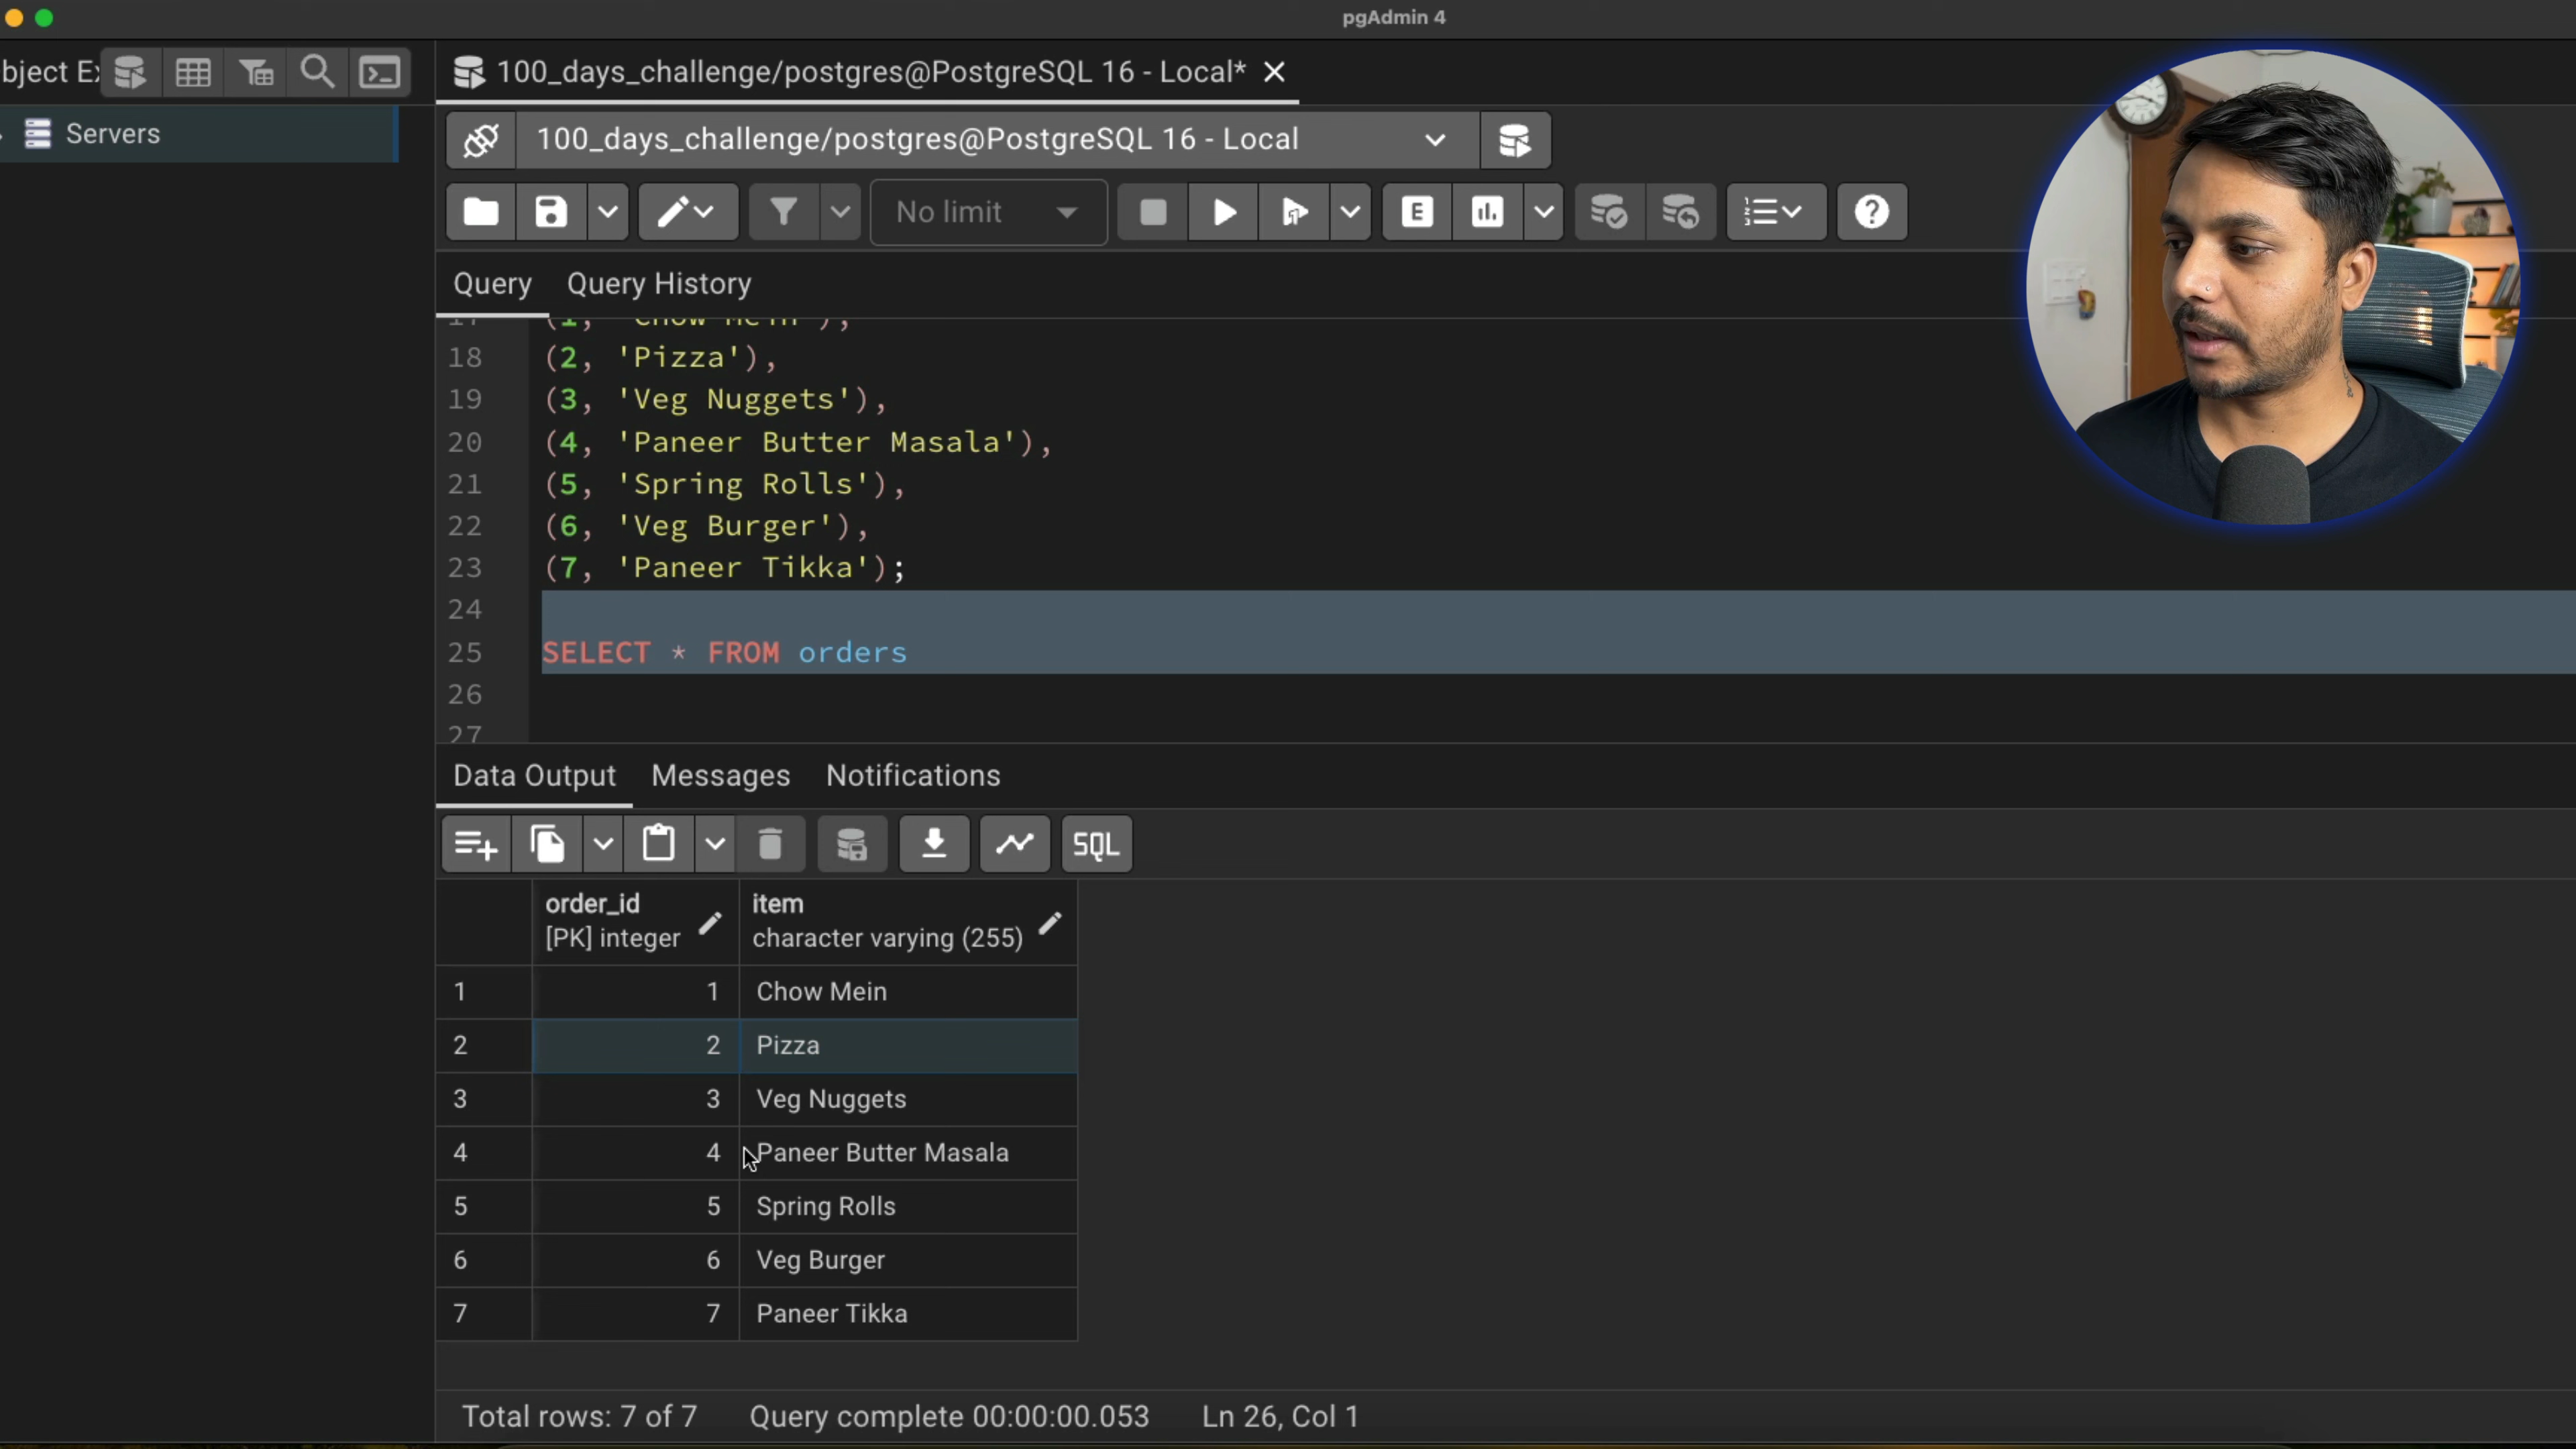 pgAdmin 4
bject Ex
100_days_challenge/postgres@PostgreSQL 16 - Local*
Servers
100_days_challenge/postgres@PostgreSQL 16 - Local
No limit
E
Query Query History
17 (1, 'Chow Mein'),
18 (2, 'Pizza'),
19 (3, 'Veg Nuggets'),
20 (4, 'Paneer Butter Masala'),
21 (5, 'Spring Rolls'),
22 (6, 'Veg Burger'),
23 (7, 'Paneer Tikka');
24
25 SELECT * FROM orders
26
27
Data Output Messages Notifications
SQL
order_id item
[PK] integer character varying (255)
1 1 Chow Mein
2 2 Pizza
3 3 Veg Nuggets
4 4 Paneer Butter Masala
5 5 Spring Rolls
6 6 Veg Burger
7 7 Paneer Tikka
Total rows: 7 of 7 Query complete 00:00:00.053 Ln 26, Col 1